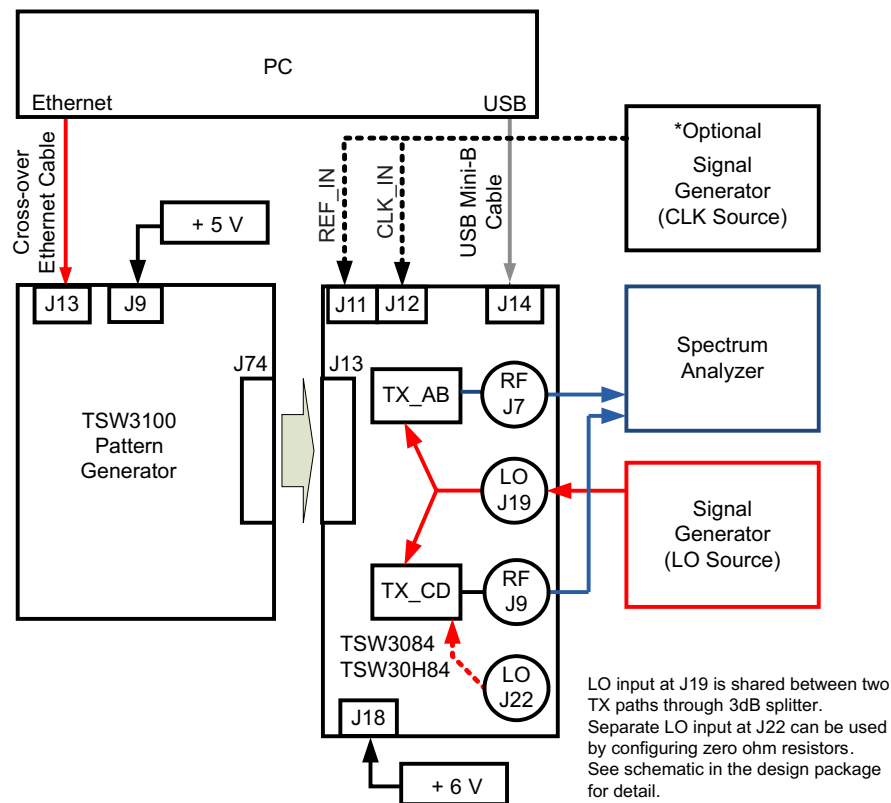 PC
Ethernet
USB
*Optional
Signal
Generator
(CLK Source)
Cross-over
Ethernet Cable
REF_IN
CLK_IN
USB Mini-B
Cable
+ 5 V
J13
J9
J11
J12
J14
J74
J13
TSW3100
Pattern
Generator
TX_AB
RF
J7
Spectrum
Analyzer
LO
J19
Signal
Generator
(LO Source)
TX_CD
RF
J9
TSW3084
TSW30H84
LO
J22
J18
+ 6 V
LO input at J19 is shared between two
TX paths through 3dB splitter.
Separate LO input at J22 can be used
by configuring zero ohm resistors.
See schematic in the design package
for detail.